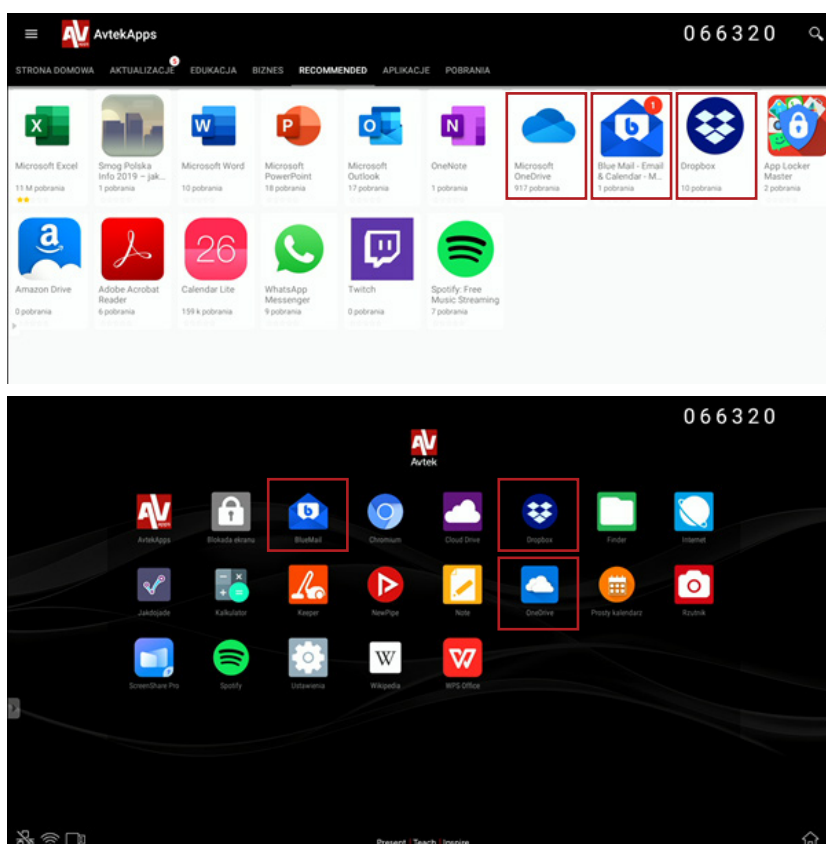 AV APPS AvtekApps 066320
STRONA DOMOWA AKTUALIZACJE 5 EDUKACJA BIZNES RECOMMENDED APLIKACJE POBRANIA
Microsoft Excel
11 M pobrania
Smog Polska
Info 2019 – jak...
1 pobrania
Microsoft Word
10 pobrania
Microsoft
PowerPoint
18 pobrania
Microsoft
Outlook
17 pobrania
OneNote
1 pobrania
Microsoft
OneDrive
917 pobrania
1
Blue Mail - Email
& Calendar - M...
1 pobrania
Dropbox
10 pobrania
App Locker
Master
2 pobrania
Amazon Drive
0 pobrania
Adobe Acrobat
Reader
6 pobrania
26
Calendar Lite
159 k pobrania
WhatsApp
Messenger
9 pobrania
Twitch
0 pobrania
Spotify: Free
Music Streaming
7 pobrania
066320
AV
Avtek
AvtekApps Blokada ekranu BlueMail Chromium Cloud Drive Dropbox Finder Internet
Jakdojade Kalkulator Keeper NewPipe Note OneDrive Prosty kalendarz Rzutnik
ScreenShare Pro Spotify Ustawienia Wikipedia WPS Office
Present | Teach | Inspire